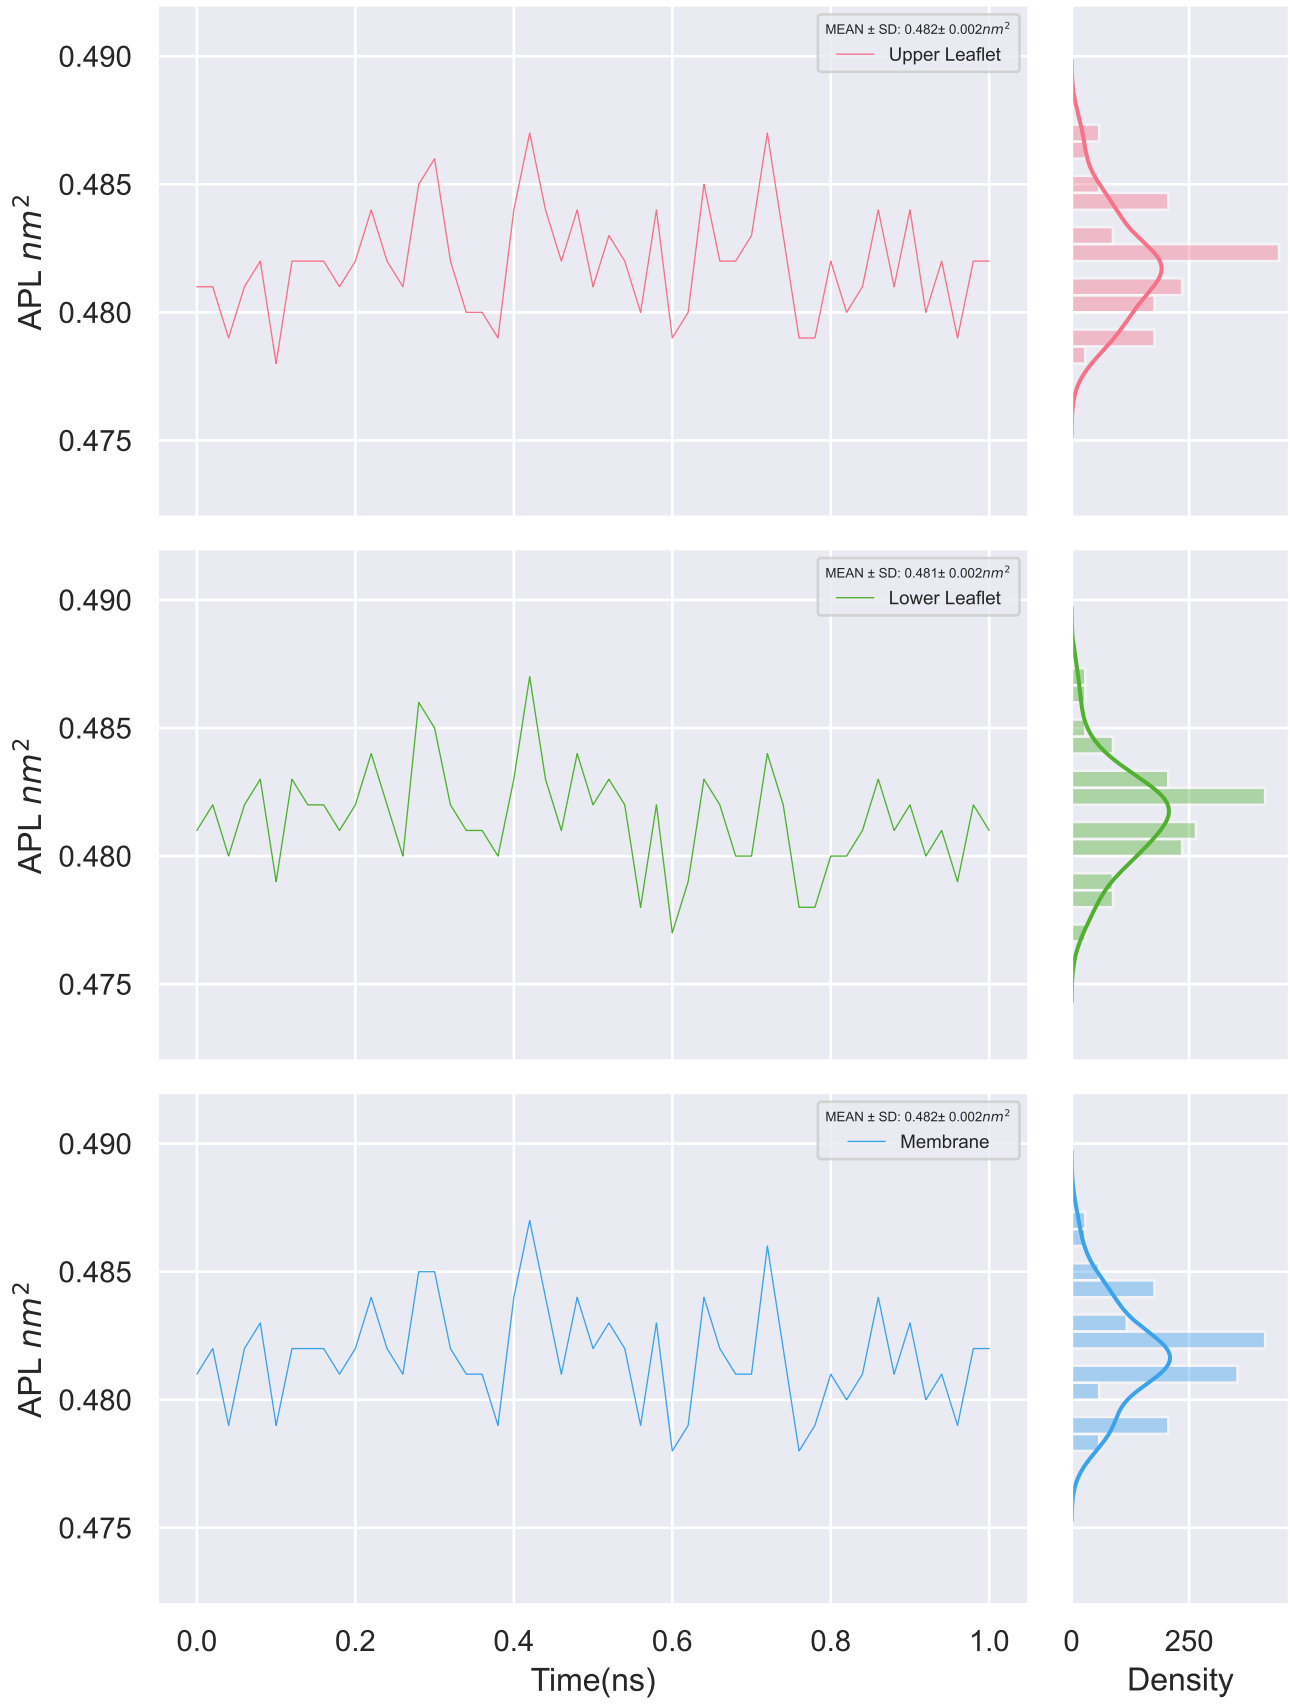 MEAN ± SD: 0.482± 0.002nm²
Upper Leaflet
0.490
0.485
0.480
0.475
APL nm²
MEAN ± SD: 0.481± 0.002nm²
Lower Leaflet
0.490
0.485
0.480
0.475
APL nm²
MEAN ± SD: 0.482± 0.002nm²
Membrane
0.490
0.485
0.480
0.475
APL nm²
0.0 0.2 0.4 0.6 0.8 1.0 0 250
Time(ns) Density